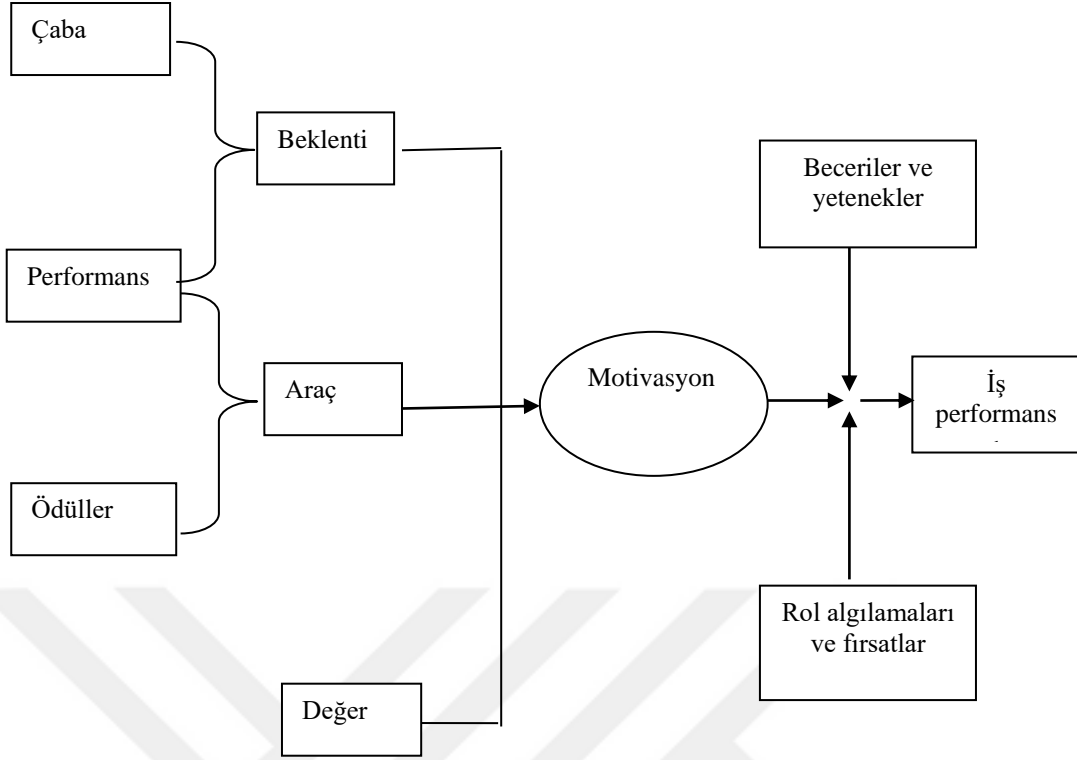 Çaba
Beklenti
Performans
Araç
Ödüller
Değer
Motivasyon
Beceriler ve
yetenekler
İş
performans
Rol algılamaları
ve fırsatlar